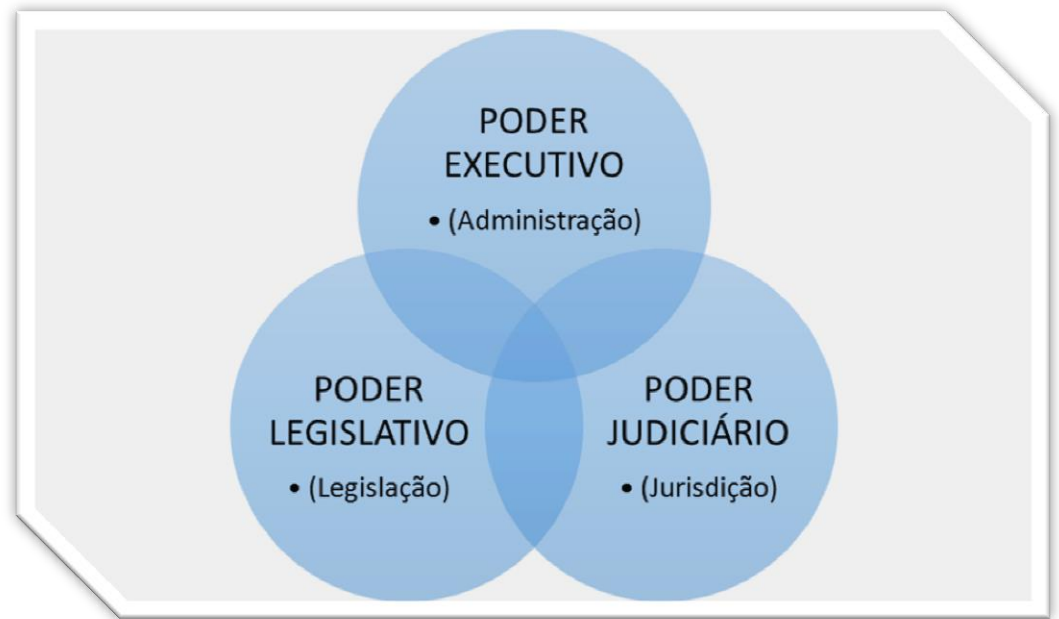 PODER
EXECUTIVO
• (Administração)
PODER
LEGISLATIVO
• (Legislação)
PODER
JUDICIÁRIO
• (Jurisdição)